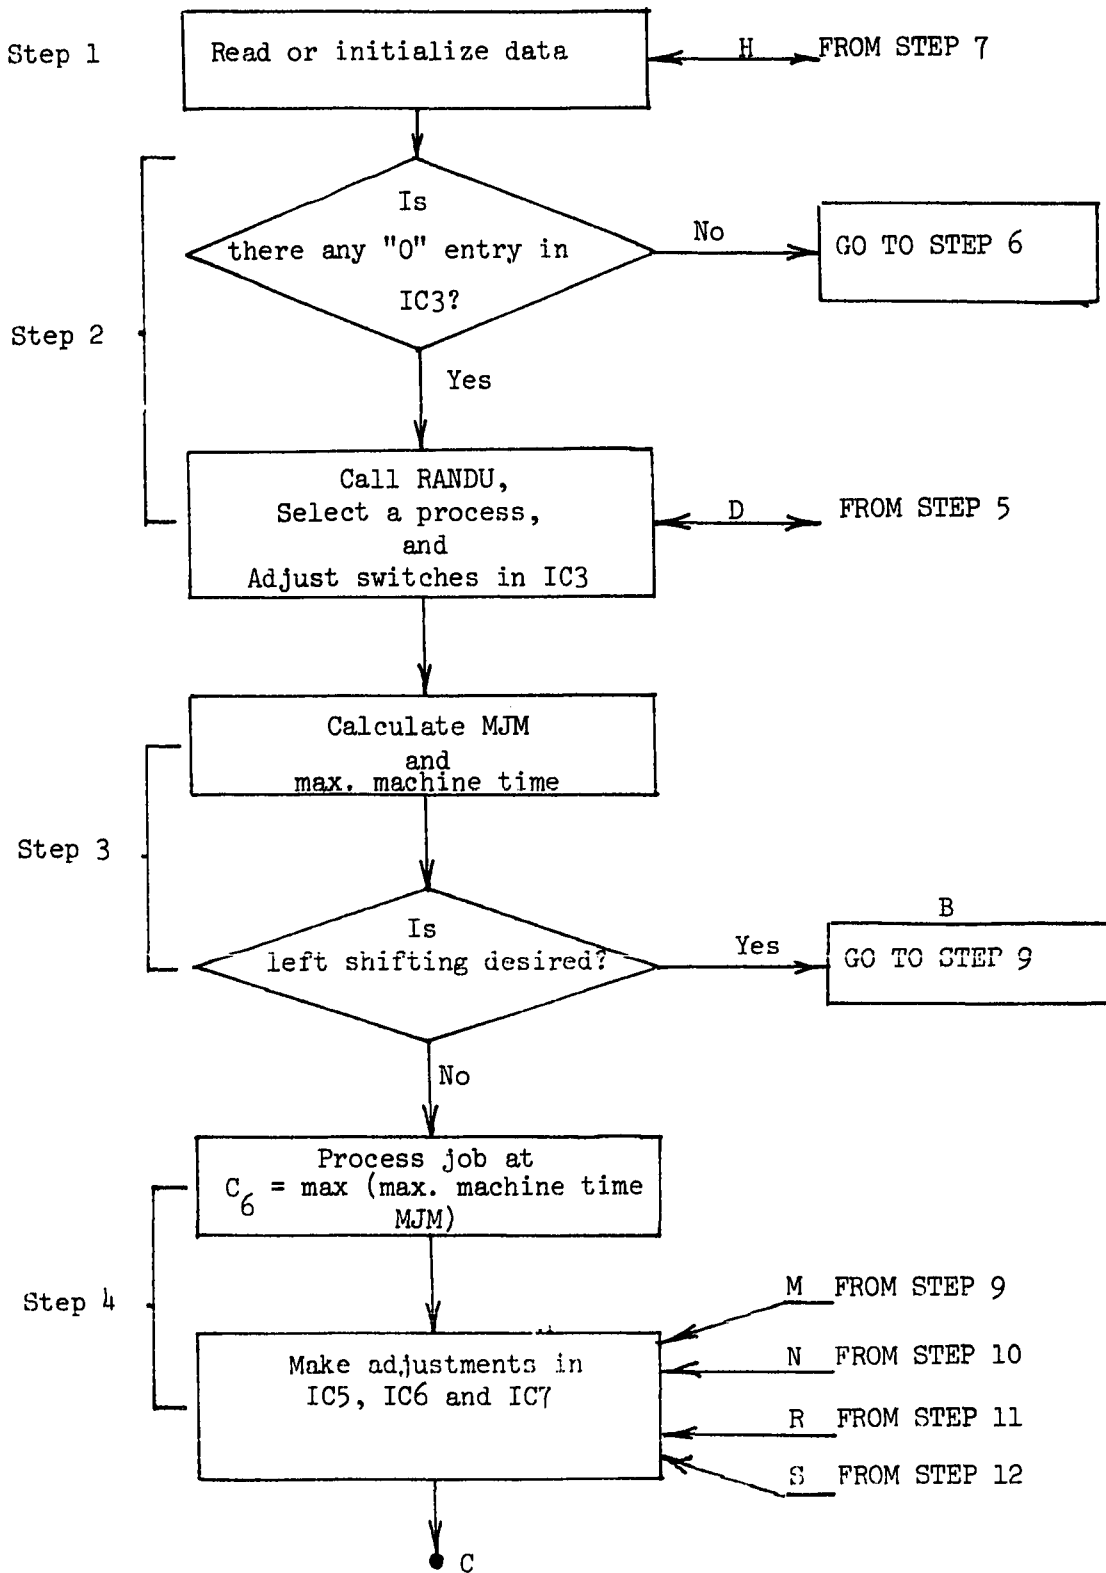 Step 1
Read or initialize data
H
FROM STEP 7
Is
there any "0" entry in
IC3?
No
GO TO STEP 6
Step 2
Yes
Call RANDU,
Select a process,
and
Adjust switches in IC3
D
FROM STEP 5
Calculate MJM
and
max. machine time
Step 3
Is
left shifting desired?
Yes
B
GO TO STEP 9
No
Process job at
C6 = max (max. machine time
MJM)
Step 4
Make adjustments in
IC5, IC6 and IC7
M FROM STEP 9
N FROM STEP 10
R FROM STEP 11
S FROM STEP 12
C